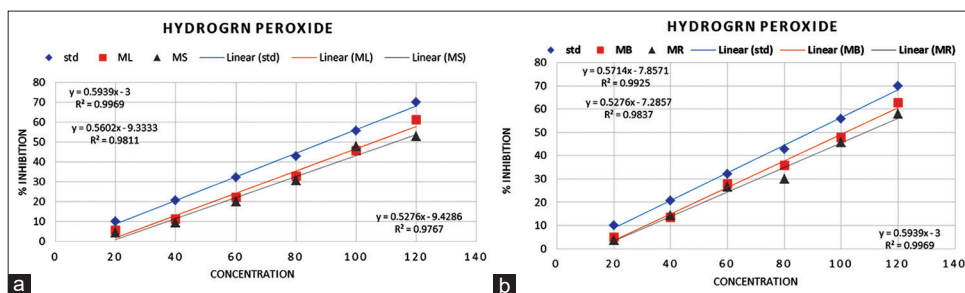 HYDROGRN PEROXIDE
std ML MS Linear (std) Linear (ML) Linear (MS)
% INHIBITION
80
70
60
50
40
30
20
10
0
y = 0.5939x - 3
R² = 0.9969
y = 0.5602x - 9.3333
R² = 0.9811
y = 0.5276x - 9.4286
R² = 0.9767
0 20 40 60 80 100 120 140
CONCENTRATION
a
HYDROGRN PEROXIDE
std MB MR Linear (std) Linear (MB) Linear (MR)
% INHIBITION
80
70
60
50
40
30
20
10
0
y = 0.5714x - 7.8571
R² = 0.9925
y = 0.5276x - 7.2857
R² = 0.9837
y = 0.5939x - 3
R² = 0.9969
0 20 40 60 80 100 120 140
CONCENTRATION
b